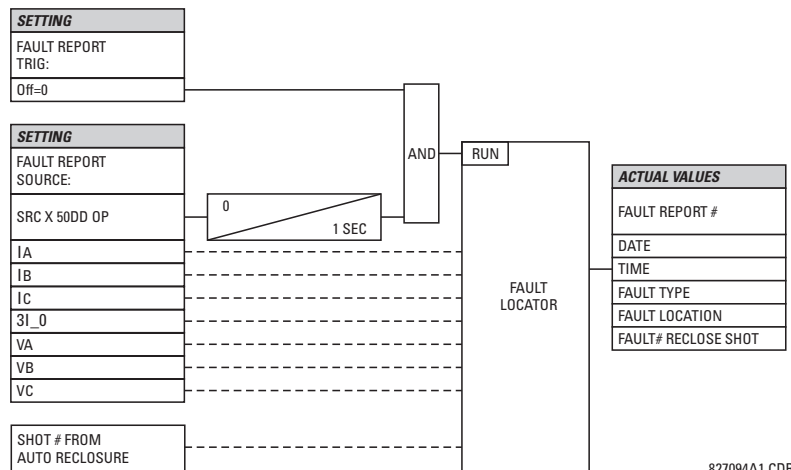 SETTING
FAULT REPORT
TRIG:
Off=0
SETTING
FAULT REPORT
SOURCE:
SRC X 50DD OP
IA
IB
IC
3I_0
VA
VB
VC
SHOT # FROM
AUTO RECLOSURE
0
1 SEC
AND
RUN
FAULT
LOCATOR
ACTUAL VALUES
FAULT REPORT #
DATE
TIME
FAULT TYPE
FAULT LOCATION
FAULT# RECLOSE SHOT
827094A1.CDR